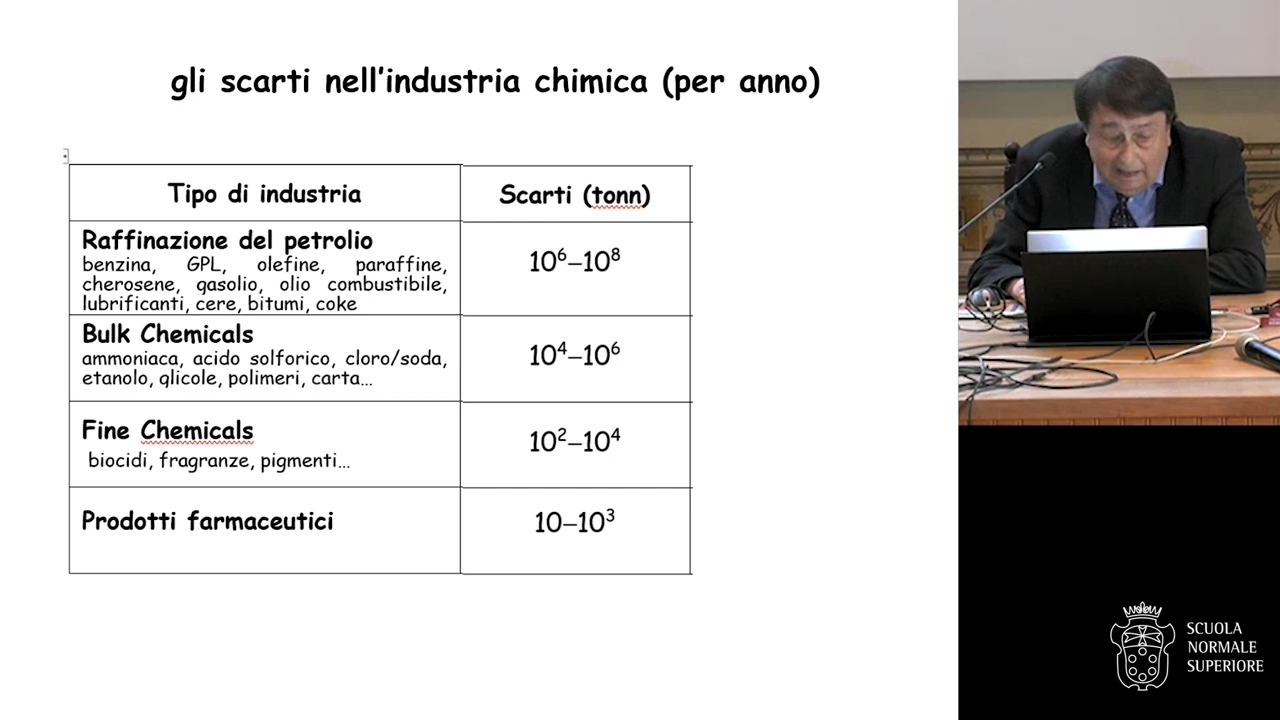 gli scarti nell'industria chimica (per anno)
Tipo di industria
Scarti (tonn)
Raffinazione del petrolio
benzina, GPL, olefine, paraffine,
cherosene, gasolio, olio combustibile,
lubrificanti, cere, bitumi, coke
10⁶–10⁸
Bulk Chemicals
ammoniaca, acido solforico, cloro/soda,
etanolo, glicole, polimeri, carta...
10⁴–10⁶
Fine Chemicals
biocidi, fragranze, pigmenti...
10²–10⁴
Prodotti farmaceutici
10–10³
SCUOLA
NORMALE
SUPERIORE